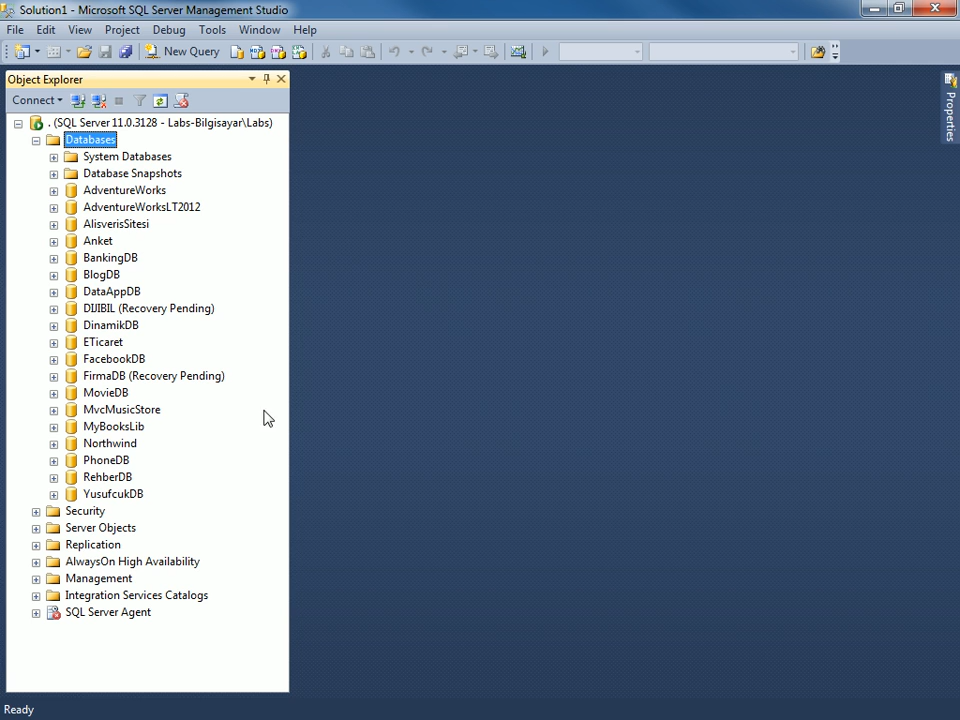 Solution1 - Microsoft SQL Server Management Studio
File Edit View Project Debug Tools Window Help
New Query
Object Explorer
Connect
. (SQL Server 11.0.3128 - Labs-Bilgisayar\Labs)
Databases
System Databases
Database Snapshots
AdventureWorks
AdventureWorksLT2012
AlisverisSitesi
Anket
BankingDB
BlogDB
DataAppDB
DIJIBIL (Recovery Pending)
DinamikDB
ETicaret
FacebookDB
FirmaDB (Recovery Pending)
MovieDB
MvcMusicStore
MyBooksLib
Northwind
PhoneDB
RehberDB
YusufcukDB
Security
Server Objects
Replication
AlwaysOn High Availability
Management
Integration Services Catalogs
SQL Server Agent
Properties
Ready